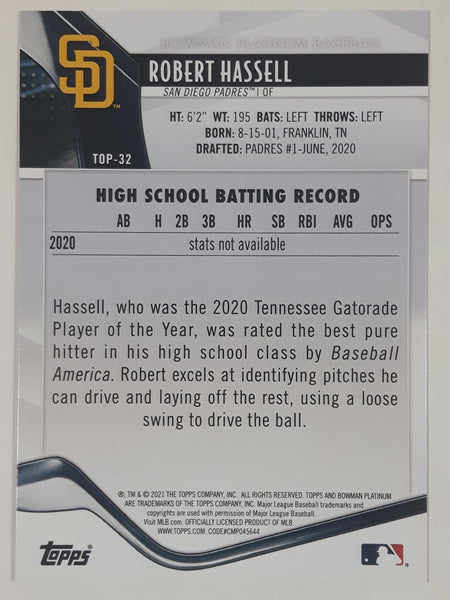 BOWMAN PLATINUM BASEBALL
SD
TM
ROBERT HASSELL
SAN DIEGO PADRES™ | OF
HT: 6'2" WT: 195 BATS: LEFT THROWS: LEFT
BORN: 8-15-01, FRANKLIN, TN
DRAFTED: PADRES #1-JUNE, 2020
TOP-32
HIGH SCHOOL BATTING RECORD
AB H 2B 3B HR SB RBI AVG OPS
2020 stats not available
Hassell, who was the 2020 Tennessee Gatorade
Player of the Year, was rated the best pure
hitter in his high school class by Baseball
America. Robert excels at identifying pitches he
can drive and laying off the rest, using a loose
swing to drive the ball.
®, TM & © 2021 THE TOPPS COMPANY, INC. ALL RIGHTS RESERVED. TOPPS AND BOWMAN PLATINUM
ARE TRADEMARKS OF THE TOPPS COMPANY, INC. Major League Baseball trademarks and
copyrights are used with permission of Major League Baseball.
Visit MLB.com. OFFICIALLY LICENSED PRODUCT OF MLB
WWW.TOPPS.COM. CODE#CMP045644
TOPPS